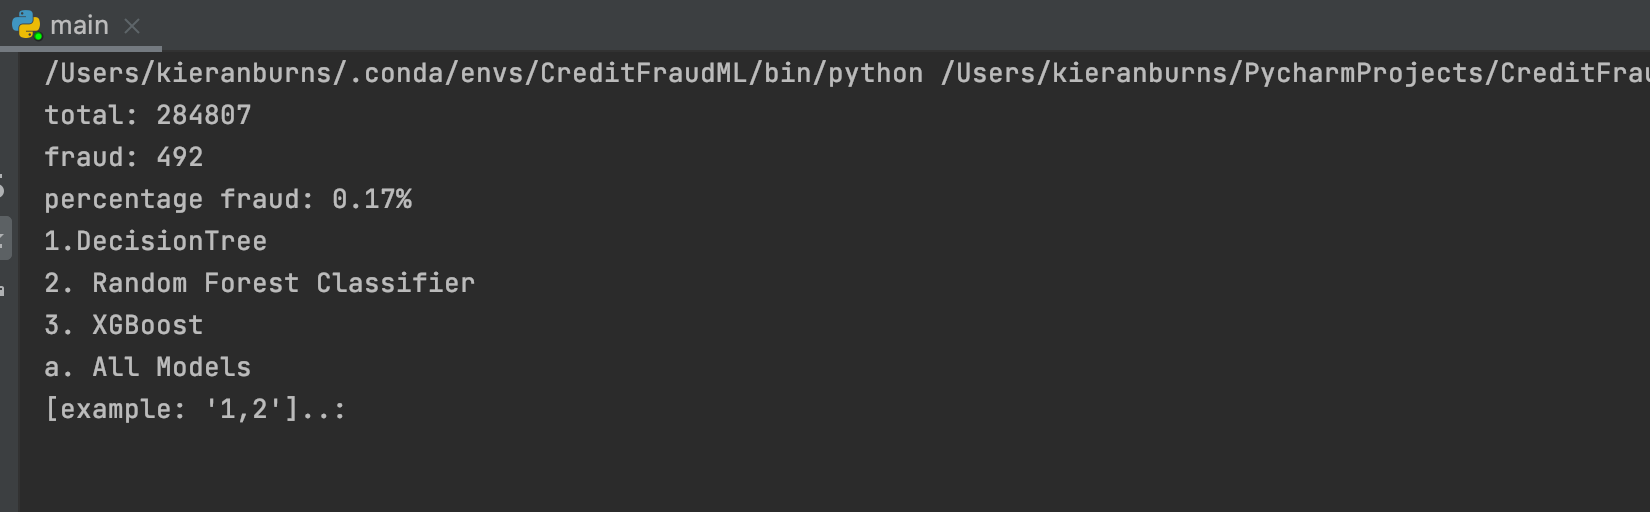 main
/Users/kieranburns/.conda/envs/CreditFraudML/bin/python /Users/kieranburns/PycharmProjects/CreditFrau
total: 284807
fraud: 492
percentage fraud: 0.17%
1.DecisionTree
2. Random Forest Classifier
3. XGBoost
a. All Models
[example: '1,2']..: